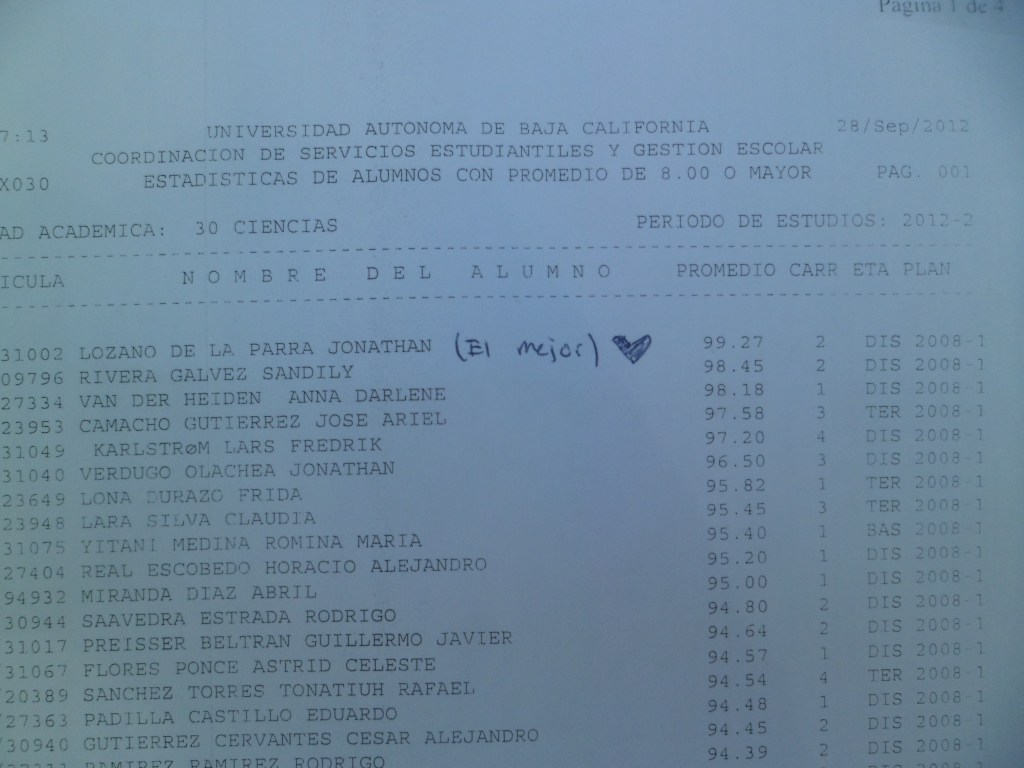 Pagina 1 de 4
7:13 UNIVERSIDAD AUTONOMA DE BAJA CALIFORNIA 28/Sep/2012
COORDINACION DE SERVICIOS ESTUDIANTILES Y GESTION ESCOLAR
X030 ESTADISTICAS DE ALUMNOS CON PROMEDIO DE 8.00 O MAYOR PAG. 001
AD ACADEMICA: 30 CIENCIAS PERIODO DE ESTUDIOS: 2012-2
ICULA N O M B R E D E L A L U M N O PROMEDIO CARR ETA PLAN
31002 LOZANO DE LA PARRA JONATHAN (El mejor) 99.27 2 DIS 2008-1
09796 RIVERA GALVEZ SANDILY 98.45 2 DIS 2008-1
27334 VAN DER HEIDEN ANNA DARLENE 98.18 1 DIS 2008-1
23953 CAMACHO GUTIERREZ JOSE ARIEL 97.58 3 TER 2008-1
31049 KARLSTRøM LARS FREDRIK 97.20 4 DIS 2008-1
31040 VERDUGO OLACHEA JONATHAN 96.50 3 DIS 2008-1
23649 LONA DURAZO FRIDA 95.82 1 TER 2008-1
23948 LARA SILVA CLAUDIA 95.45 3 TER 2008-1
31075 YITANI MEDINA ROMINA MARIA 95.40 1 BAS 2008-1
27404 REAL ESCOBEDO HORACIO ALEJANDRO 95.20 1 DIS 2008-1
94932 MIRANDA DIAZ ABRIL 95.00 1 DIS 2008-1
30944 SAAVEDRA ESTRADA RODRIGO 94.80 2 DIS 2008-1
31017 PREISSER BELTRAN GUILLERMO JAVIER 94.64 2 DIS 2008-1
31067 FLORES PONCE ASTRID CELESTE 94.57 1 DIS 2008-1
20389 SANCHEZ TORRES TONATIUH RAFAEL 94.54 4 TER 2008-1
27363 PADILLA CASTILLO EDUARDO 94.48 1 DIS 2008-1
30940 GUTIERREZ CERVANTES CESAR ALEJANDRO 94.45 2 DIS 2008-1
RAMIREZ RAMIREZ RODRIGO 94.39 2 DIS 2008-1